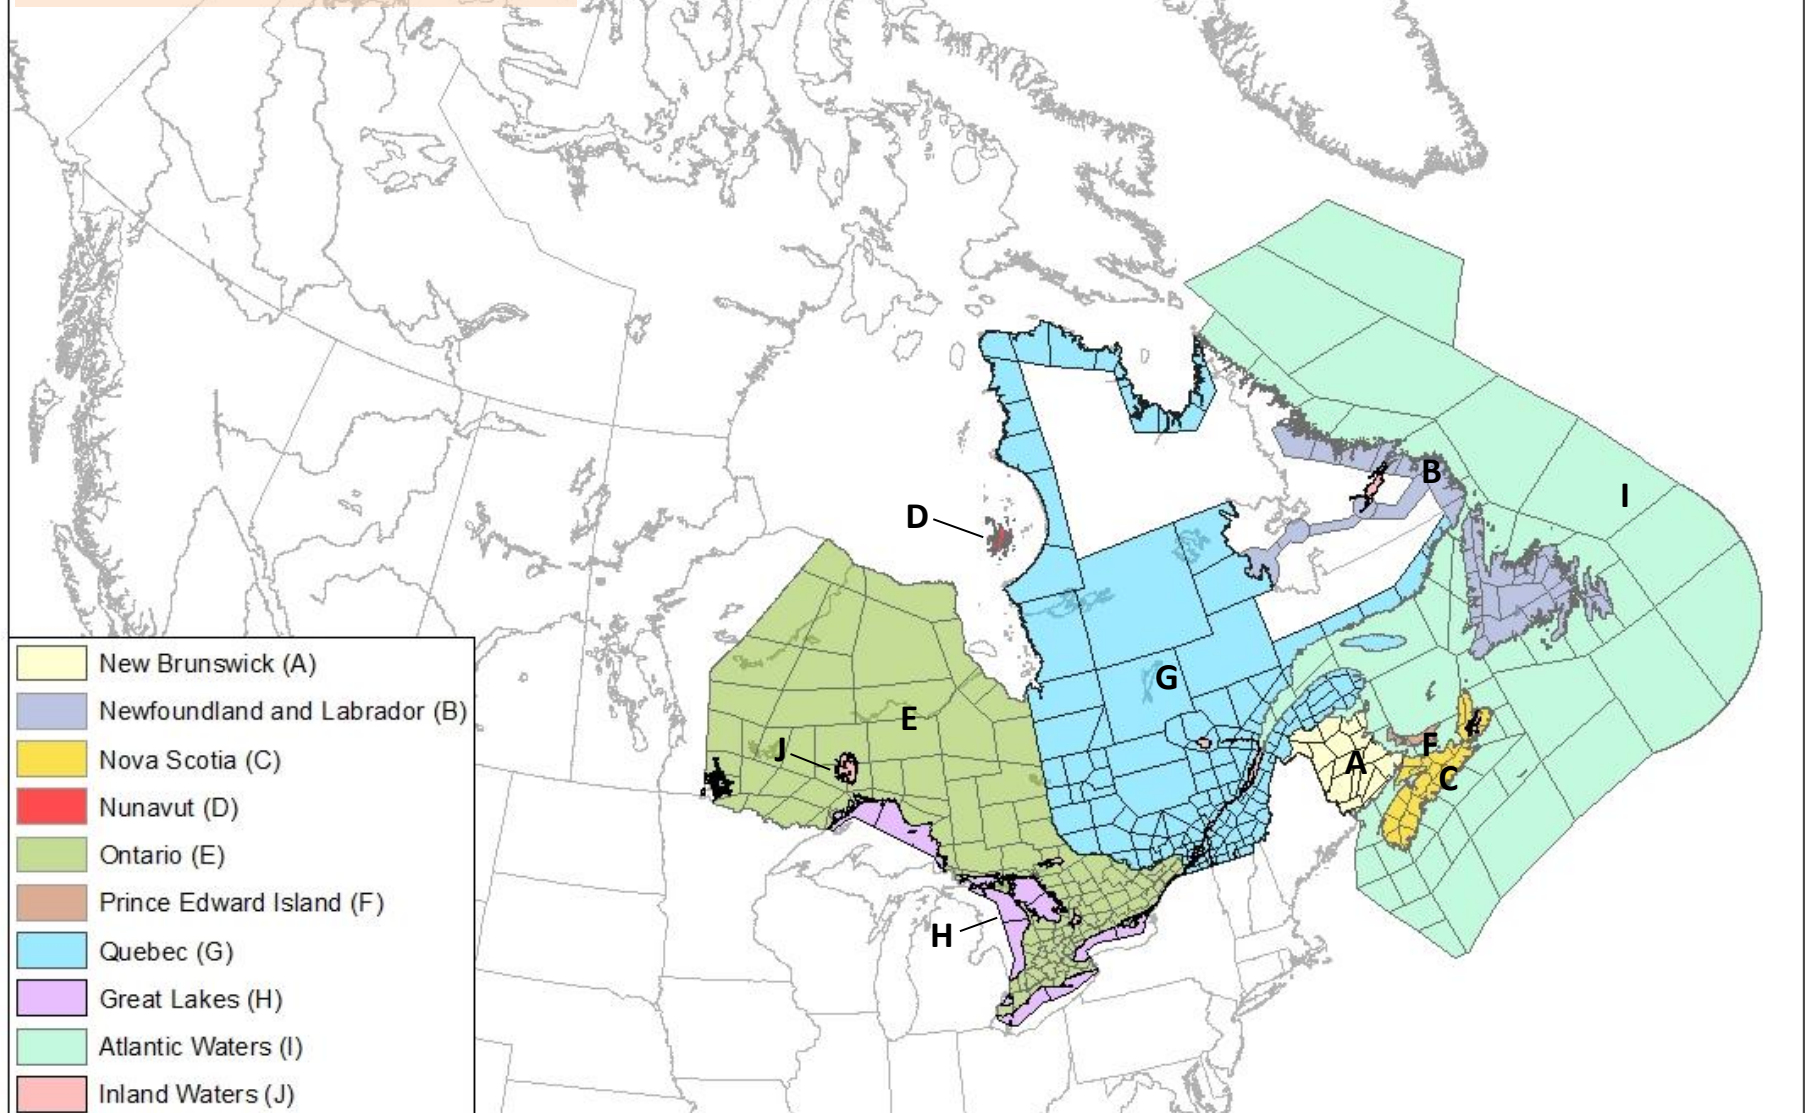 B
I
D
G
E
J
F
A
C
H
New Brunswick (A)
Newfoundland and Labrador (B)
Nova Scotia (C)
Nunavut (D)
Ontario (E)
Prince Edward Island (F)
Quebec (G)
Great Lakes (H)
Atlantic Waters (I)
Inland Waters (J)